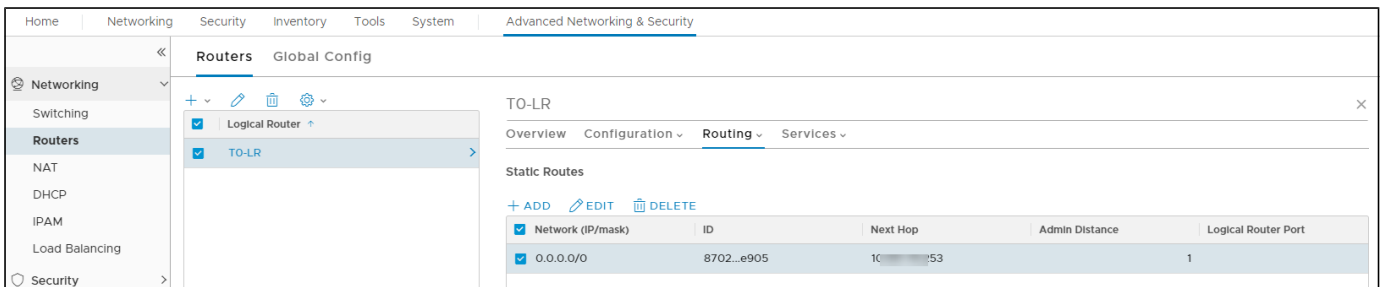 Home Networking Security Inventory Tools System Advanced Networking & Security
Routers Global Config
Networking
Switching
Routers
NAT
DHCP
IPAM
Load Balancing
Security
Logical Router
T0-LR
T0-LR
Overview Configuration Routing Services
Static Routes
+ ADD EDIT DELETE
Network (IP/mask) ID Next Hop Admin Distance Logical Router Port
0.0.0.0/0 8702...e905 1